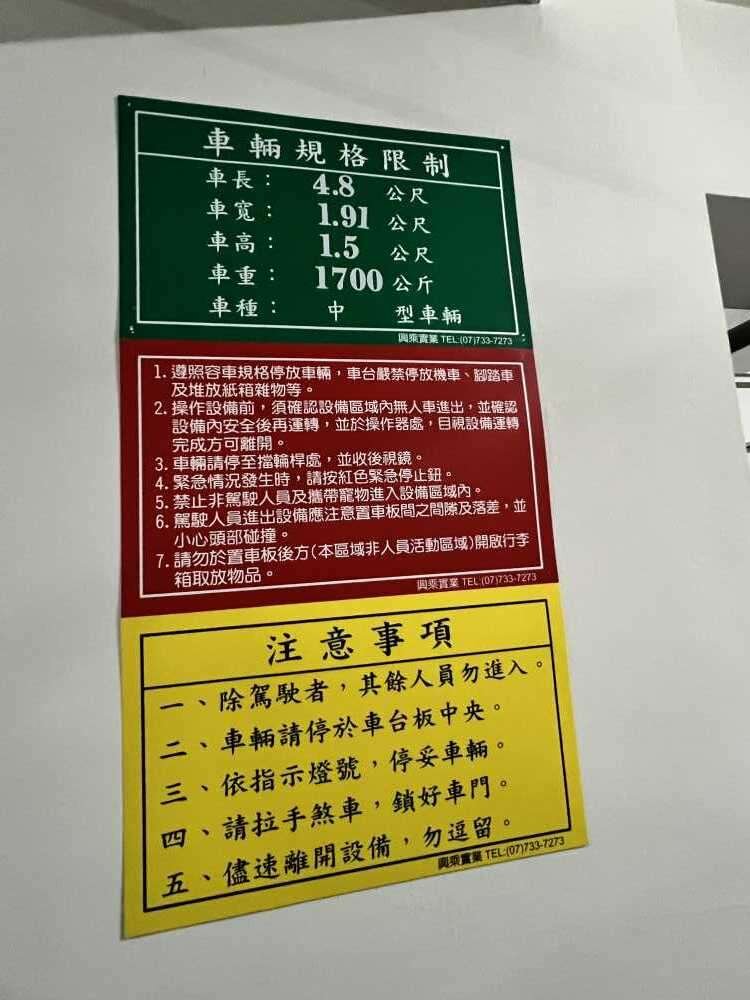 車輛規格限制
車長： 4.8 公尺
車寬： 1.91 公尺
車高： 1.5 公尺
車重： 1700 公斤
車種： 中 型車輛
興乘實業 TEL:(07)733-7273
1. 遵照容車規格停放車輛，車台嚴禁停放機車、腳踏車
及堆放紙箱雜物等。
2. 操作設備前，須確認設備區域內無人車進出，並確認
設備內安全後再運轉，並於操作器處，目視設備運轉
完成方可離開。
3. 車輛請停至擋輪桿處，並收後視鏡。
4. 緊急情況發生時，請按紅色緊急停止鈕。
5. 禁止非駕駛人員及攜帶寵物進入設備區域內。
6. 駕駛人員進出設備應注意置車板間之間隙及落差，並
小心頭部碰撞。
7. 請勿於置車板後方(本區域非人員活動區域)開啟行李
箱取放物品。
興乘實業 TEL:(07)733-7273
注意事項
一、除駕駛者，其餘人員勿進入。
二、車輛請停於車台板中央。
三、依指示燈號，停妥車輛。
四、請拉手煞車，鎖好車門。
五、儘速離開設備，勿逗留。
興乘實業 TEL:(07)733-7273